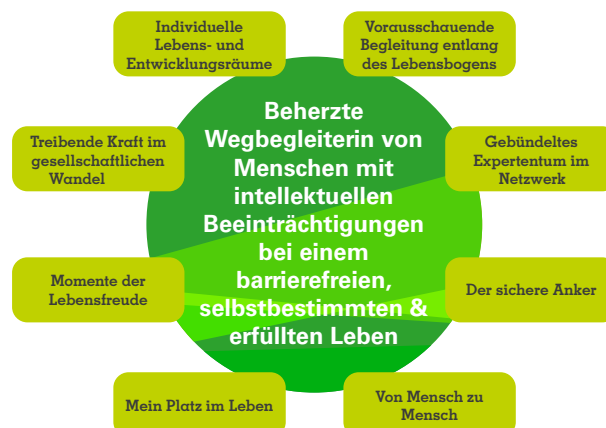 Individuelle
Lebens- und
Entwicklungsräume
Vorausschauende
Begleitung entlang
des Lebensbogens
Treibende Kraft im
gesellschaftlichen
Wandel
Beherzte
Wegbegleiterin von
Menschen mit
intellektuellen
Beeinträchtigungen
bei einem
barrierefreien,
selbstbestimmten &
erfüllten Leben
Gebündeltes
Expertentum im
Netzwerk
Momente der
Lebensfreude
Der sichere Anker
Mein Platz im Leben
Von Mensch zu
Mensch